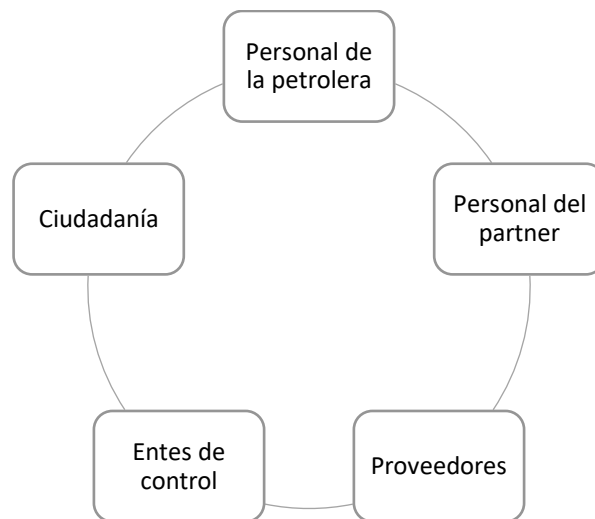 Personal de
la petrolera
Personal del
partner
Proveedores
Entes de
control
Ciudadanía